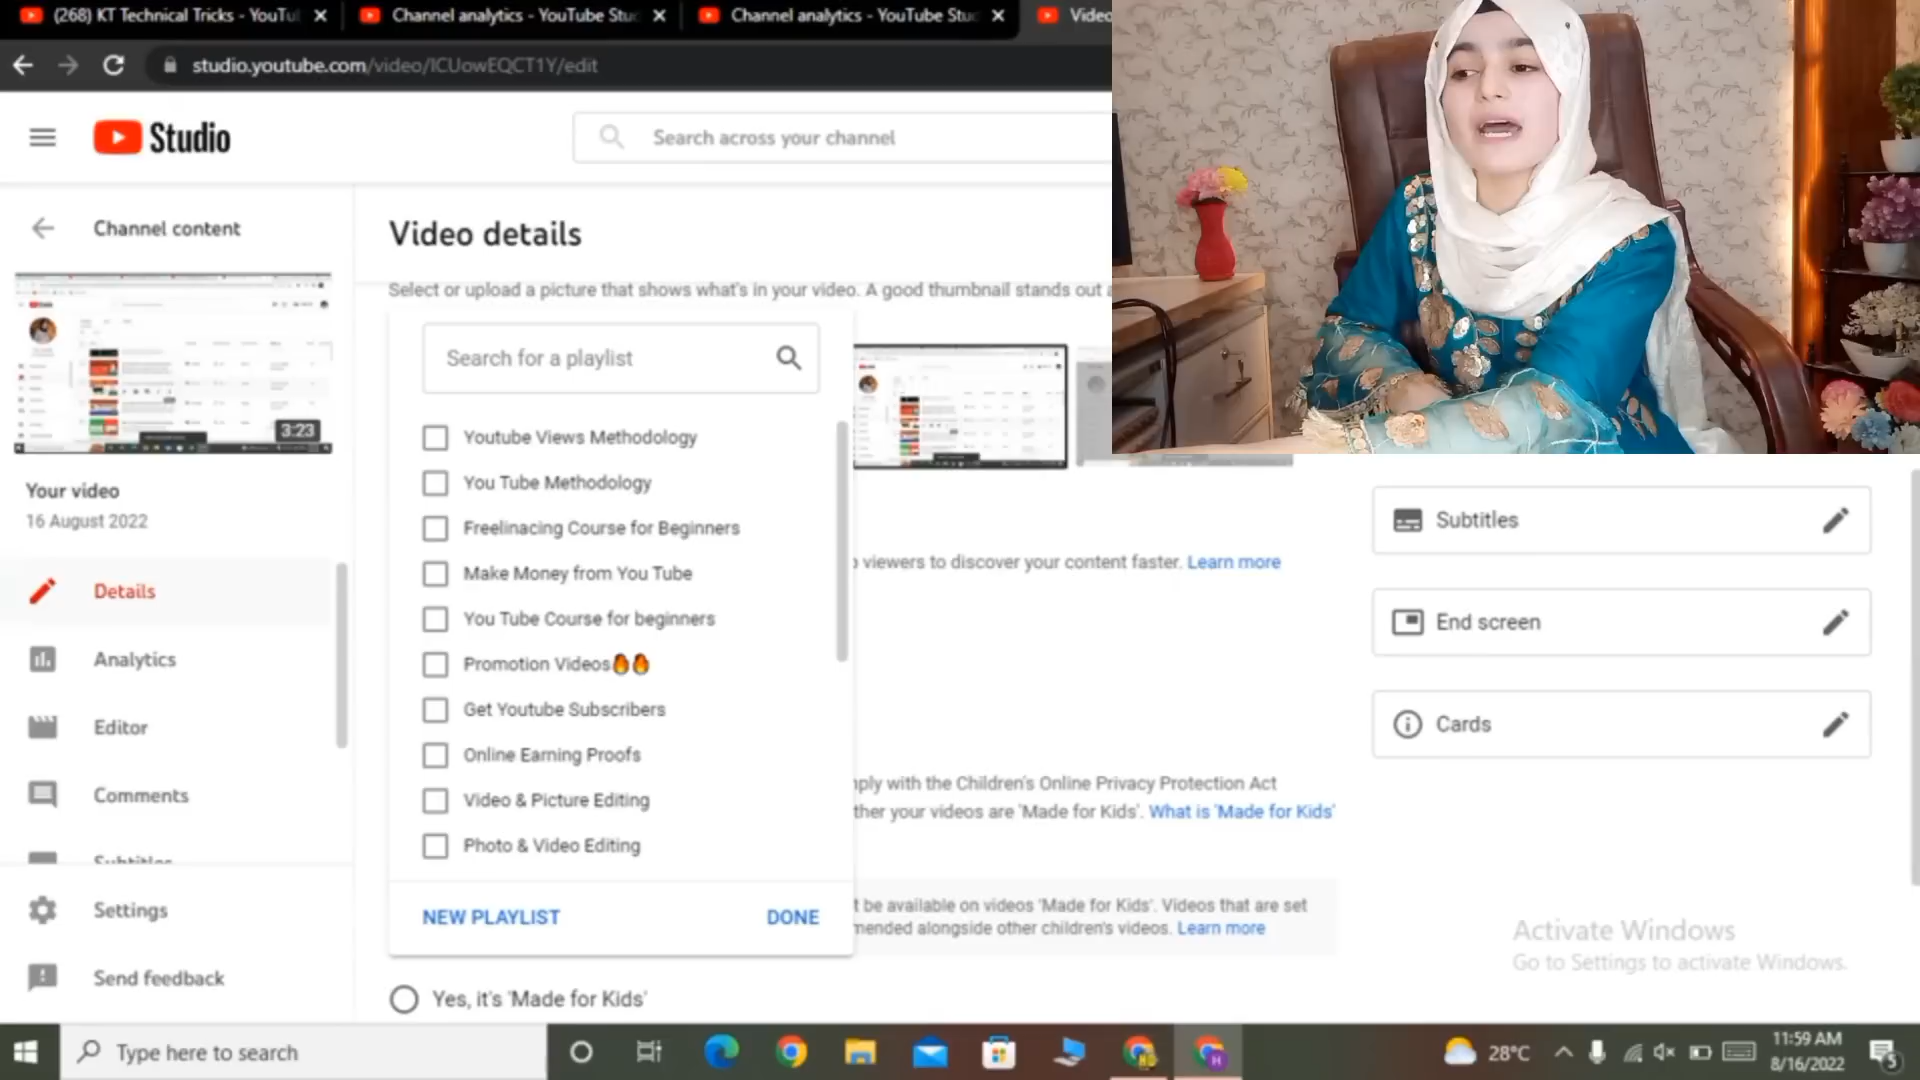 (268) KT Technical Tricks - YouTu
Channel analytics - YouTube Stu
Channel analytics - YouTube Stu
Video
studio.youtube.com/video/ICUowEQCT1Y/edit
Studio
Search across your channel
Channel content
Video details
Select or upload a picture that shows what's in your video. A good thumbnail stands out
Search for a playlist
3:23
Youtube Views Methodology
You Tube Methodology
Your video
16 August 2022
Subtitles
Freelinacing Course for Beginners
viewers to discover your content faster. Learn more
Make Money from You Tube
Details
You Tube Course for beginners
End screen
Promotion Videos🔥🔥
Analytics
Get Youtube Subscribers
Cards
Editor
Online Earning Proofs
mply with the Children's Online Privacy Protection Act
Comments
Video & Picture Editing
ther your videos are 'Made for Kids'. What is 'Made for Kids'
Photo & Video Editing
Subtitles
Settings
NEW PLAYLIST
DONE
t be available on videos 'Made for Kids'. Videos that are set
mended alongside other children's videos. Learn more
Activate Windows
Go to Settings to activate Windows.
Send feedback
Yes, it's 'Made for Kids'
Type here to search
28°C
11:59 AM
8/16/2022
5